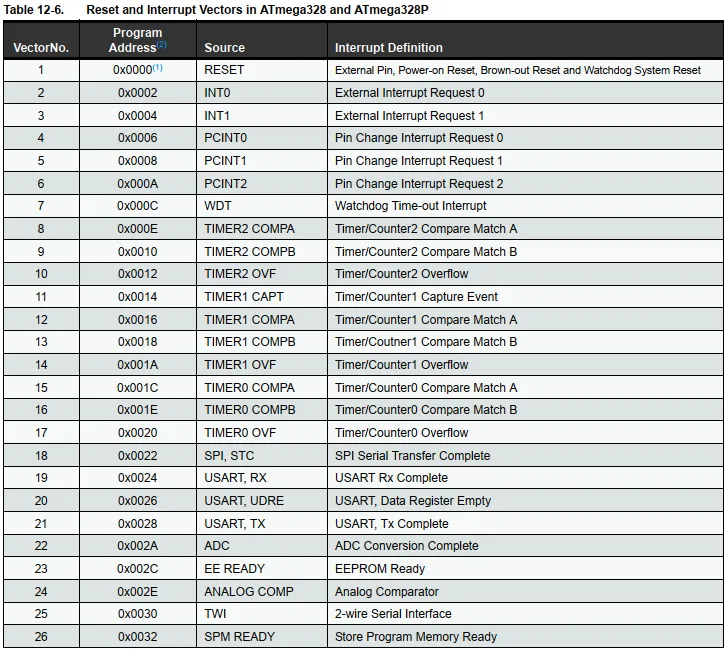 Table 12-6. Reset and Interrupt Vectors in ATmega328 and ATmega328P
VectorNo. Program Address(2) Source Interrupt Definition
1 0x0000(1) RESET External Pin, Power-on Reset, Brown-out Reset and Watchdog System Reset
2 0x0002 INT0 External Interrupt Request 0
3 0x0004 INT1 External Interrupt Request 1
4 0x0006 PCINT0 Pin Change Interrupt Request 0
5 0x0008 PCINT1 Pin Change Interrupt Request 1
6 0x000A PCINT2 Pin Change Interrupt Request 2
7 0x000C WDT Watchdog Time-out Interrupt
8 0x000E TIMER2 COMPA Timer/Counter2 Compare Match A
9 0x0010 TIMER2 COMPB Timer/Counter2 Compare Match B
10 0x0012 TIMER2 OVF Timer/Counter2 Overflow
11 0x0014 TIMER1 CAPT Timer/Counter1 Capture Event
12 0x0016 TIMER1 COMPA Timer/Counter1 Compare Match A
13 0x0018 TIMER1 COMPB Timer/Coutner1 Compare Match B
14 0x001A TIMER1 OVF Timer/Counter1 Overflow
15 0x001C TIMER0 COMPA Timer/Counter0 Compare Match A
16 0x001E TIMER0 COMPB Timer/Counter0 Compare Match B
17 0x0020 TIMER0 OVF Timer/Counter0 Overflow
18 0x0022 SPI, STC SPI Serial Transfer Complete
19 0x0024 USART, RX USART Rx Complete
20 0x0026 USART, UDRE USART, Data Register Empty
21 0x0028 USART, TX USART, Tx Complete
22 0x002A ADC ADC Conversion Complete
23 0x002C EE READY EEPROM Ready
24 0x002E ANALOG COMP Analog Comparator
25 0x0030 TWI 2-wire Serial Interface
26 0x0032 SPM READY Store Program Memory Ready